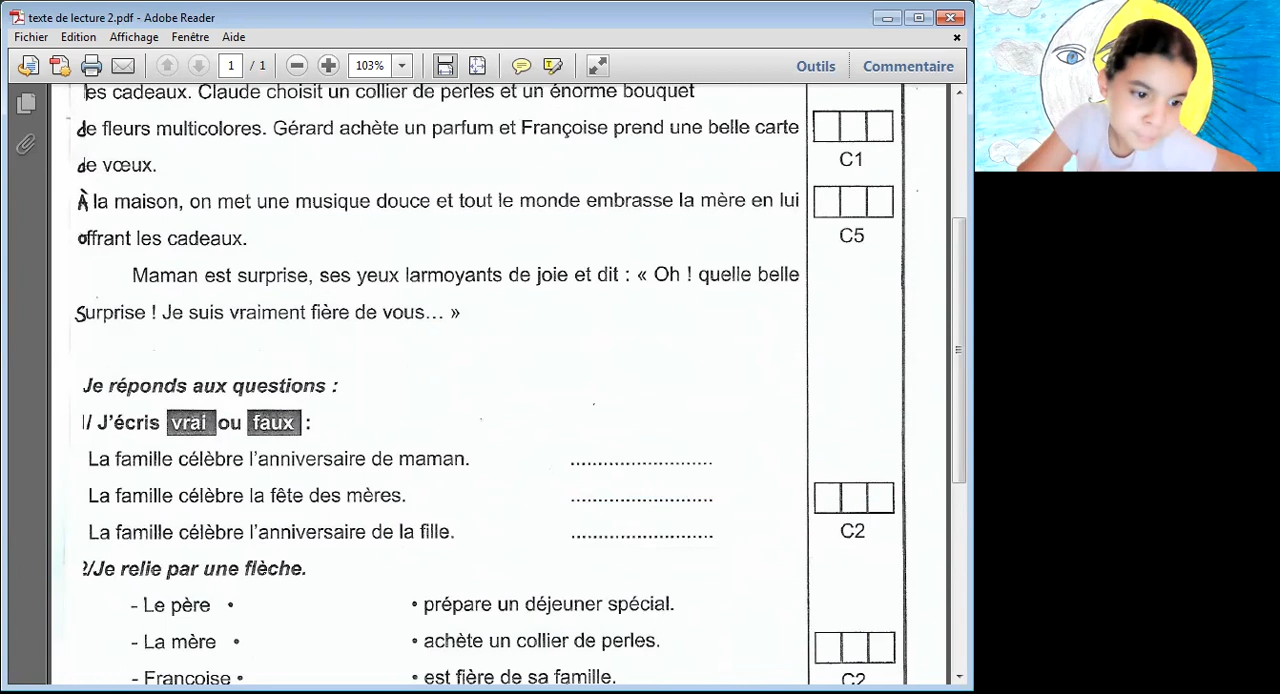 texte de lecture 2.pdf - Adobe Reader
Fichier Edition Affichage Fenêtre Aide
1 / 1 103% Outils Commentaire
les cadeaux. Claude choisit un collier de perles et un énorme bouquet
de fleurs multicolores. Gérard achète un parfum et Françoise prend une belle carte
C1
de vœux.
À la maison, on met une musique douce et tout le monde embrasse la mère en lui
C5
offrant les cadeaux.
Maman est surprise, ses yeux larmoyants de joie et dit : « Oh ! quelle belle
Surprise ! Je suis vraiment fière de vous... »
Je réponds aux questions :
1/ J'écris vrai ou faux :
La famille célèbre l'anniversaire de maman. .........................
La famille célèbre la fête des mères. .........................
La famille célèbre l'anniversaire de la fille. .........................
C2
2/Je relie par une flèche.
- Le père • • prépare un déjeuner spécial.
- La mère • • achète un collier de perles.
- Françoise • • est fière de sa famille.
C2